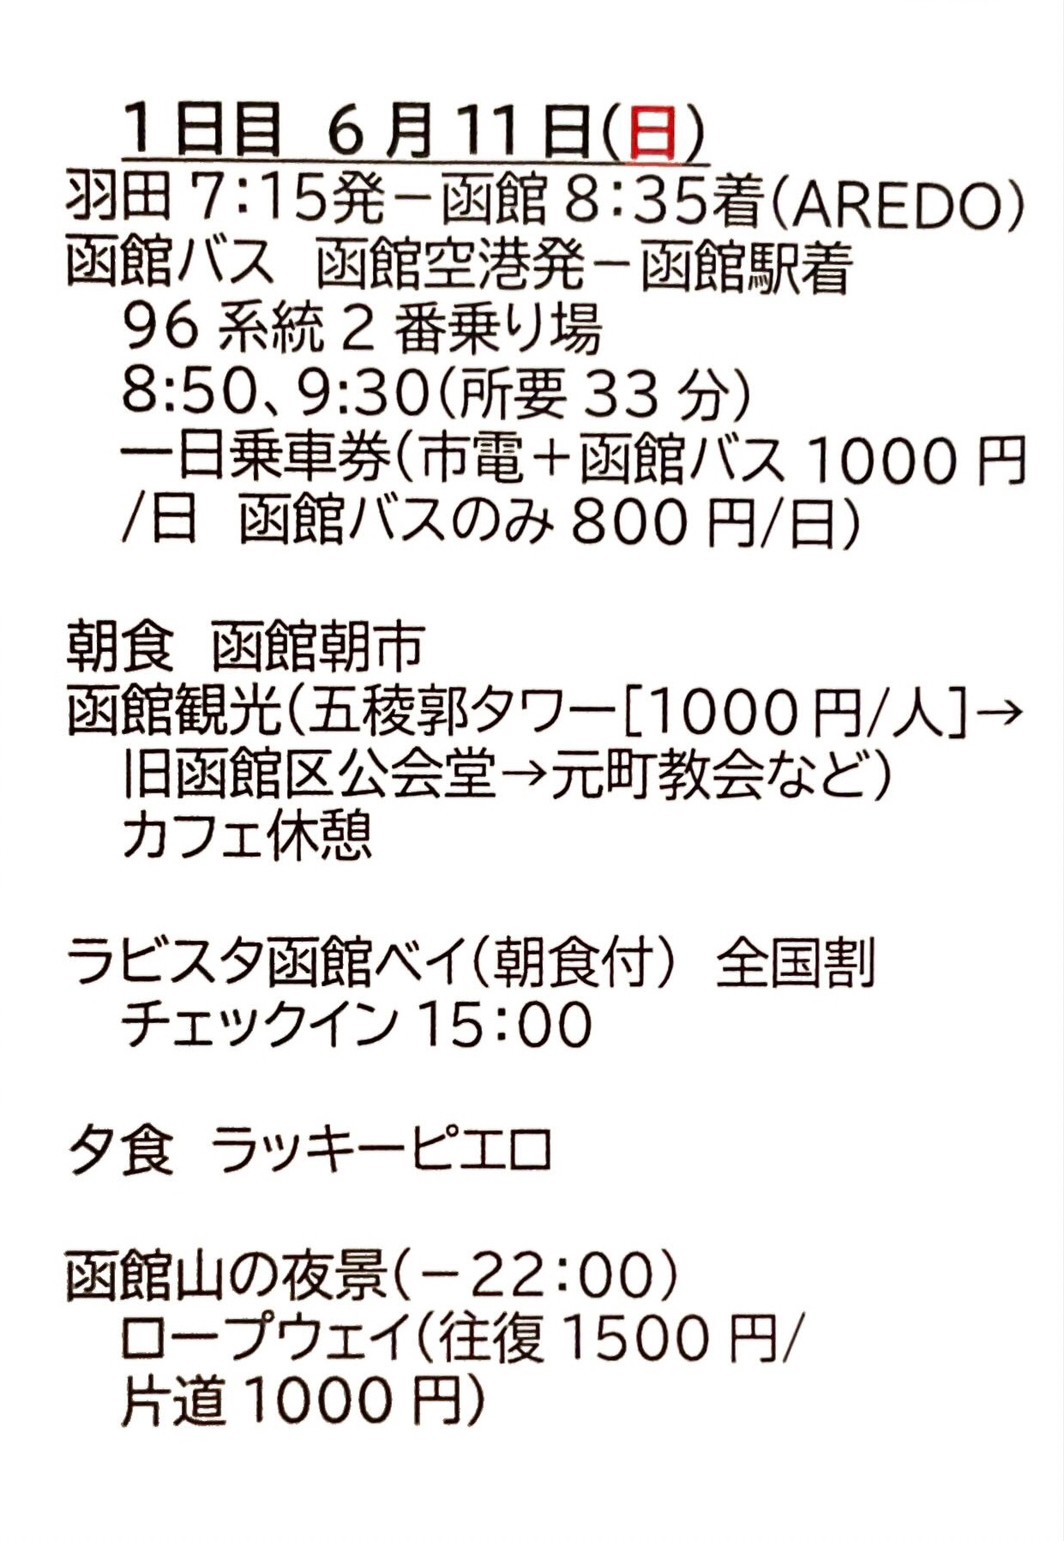 1日目 6月11日(日)
羽田7:15発－函館8:35着(AREDO)
函館バス 函館空港発－函館駅着
96系統2番乗り場
8:50、9:30(所要33分)
一日乗車券(市電＋函館バス1000円
/日 函館バスのみ800円/日)
朝食 函館朝市
函館観光(五稜郭タワー[1000円/人]→
旧函館区公会堂→元町教会など)
カフェ休憩
ラビスタ函館ベイ(朝食付) 全国割
チェックイン15:00
夕食 ラッキーピエロ
函館山の夜景(－22:00)
ロープウェイ(往復1500円/
片道1000円)